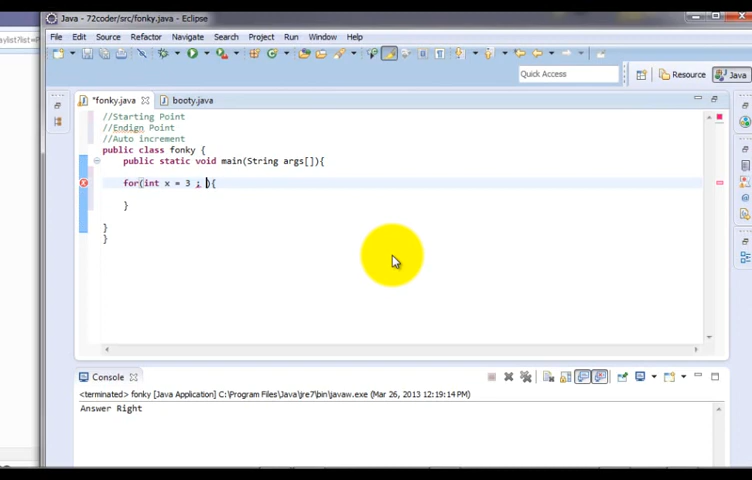 Java - 72coder/src/fonky.java - Eclipse
File Edit Source Refactor Navigate Search Project Run Window Help
Quick Access
Resource
Java
*fonky.java
booty.java
//Starting Point
//Endign Point
//Auto increment
public class fonky {
public static void main(String args[]){
for(int x = 3 ; ){
}
}
}
Console
<terminated> fonky [Java Application] C:\Program Files\Java\jre7\bin\javaw.exe (Mar 26, 2013 12:19:14 PM)
Answer Right